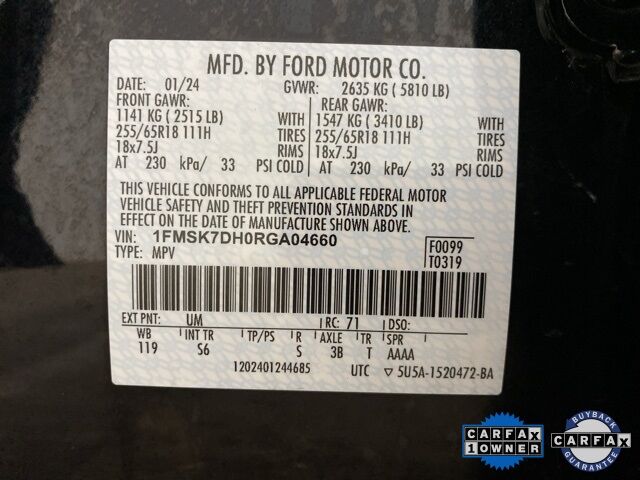 MFD. BY FORD MOTOR CO.
DATE: 01/24 GVWR: 2635 KG ( 5810 LB)
FRONT GAWR: REAR GAWR:
1141 KG ( 2515 LB) WITH 1547 KG ( 3410 LB) WITH
255/65R18 111H TIRES 255/65R18 111H TIRES
18x7.5J RIMS 18x7.5J RIMS
AT 230 kPa/ 33 PSI COLD AT 230 kPa/ 33 PSI COLD
THIS VEHICLE CONFORMS TO ALL APPLICABLE FEDERAL MOTOR
VEHICLE SAFETY AND THEFT PREVENTION STANDARDS IN
EFFECT ON THE DATE OF MANUFACTURE SHOWN ABOVE.
VIN: 1FMSK7DH0RGA04660 F0099
TYPE: MPV T0319
EXT PNT: UM RC: 71 DSO:
WB INT TR TP/PS R AXLE TR SPR
119 S6 S 3B T AAAA
1202401244685 UTC ▽ 5U5A-1520472-BA
CARFAX
1 OWNER
BUYBACK
CARFAX
GUARANTEE